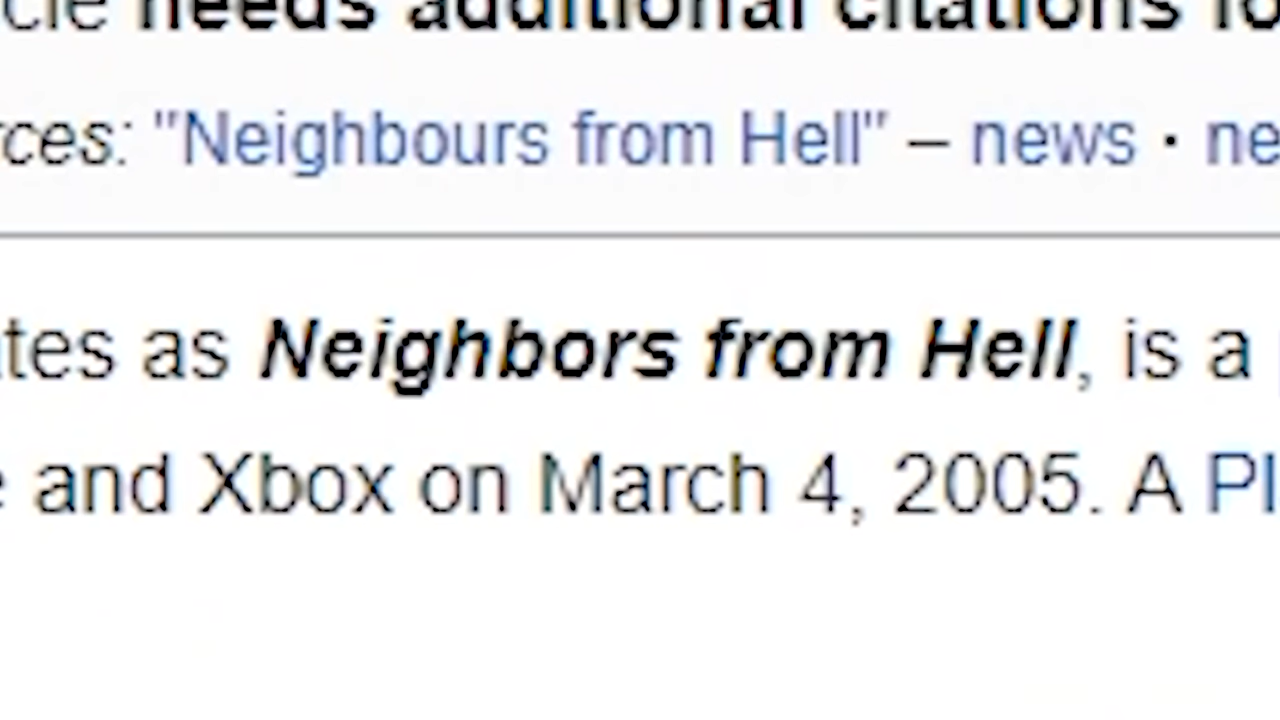 cle needs additional citations fo
rces: "Neighbours from Hell" – news · ne
ates as Neighbors from Hell, is a
e and Xbox on March 4, 2005. A Pl